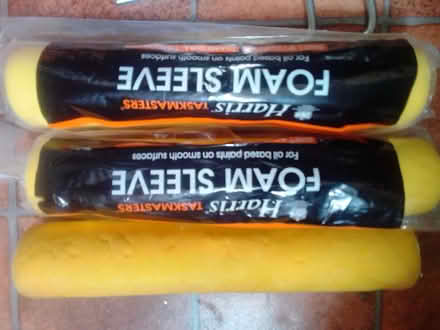 Harris
TASKMASTERS
FOAM SLEEVE
For oil based paints on smooth surfaces
Harris
TASKMASTERS
FOAM SLEEVE
For oil based paints on smooth surfaces